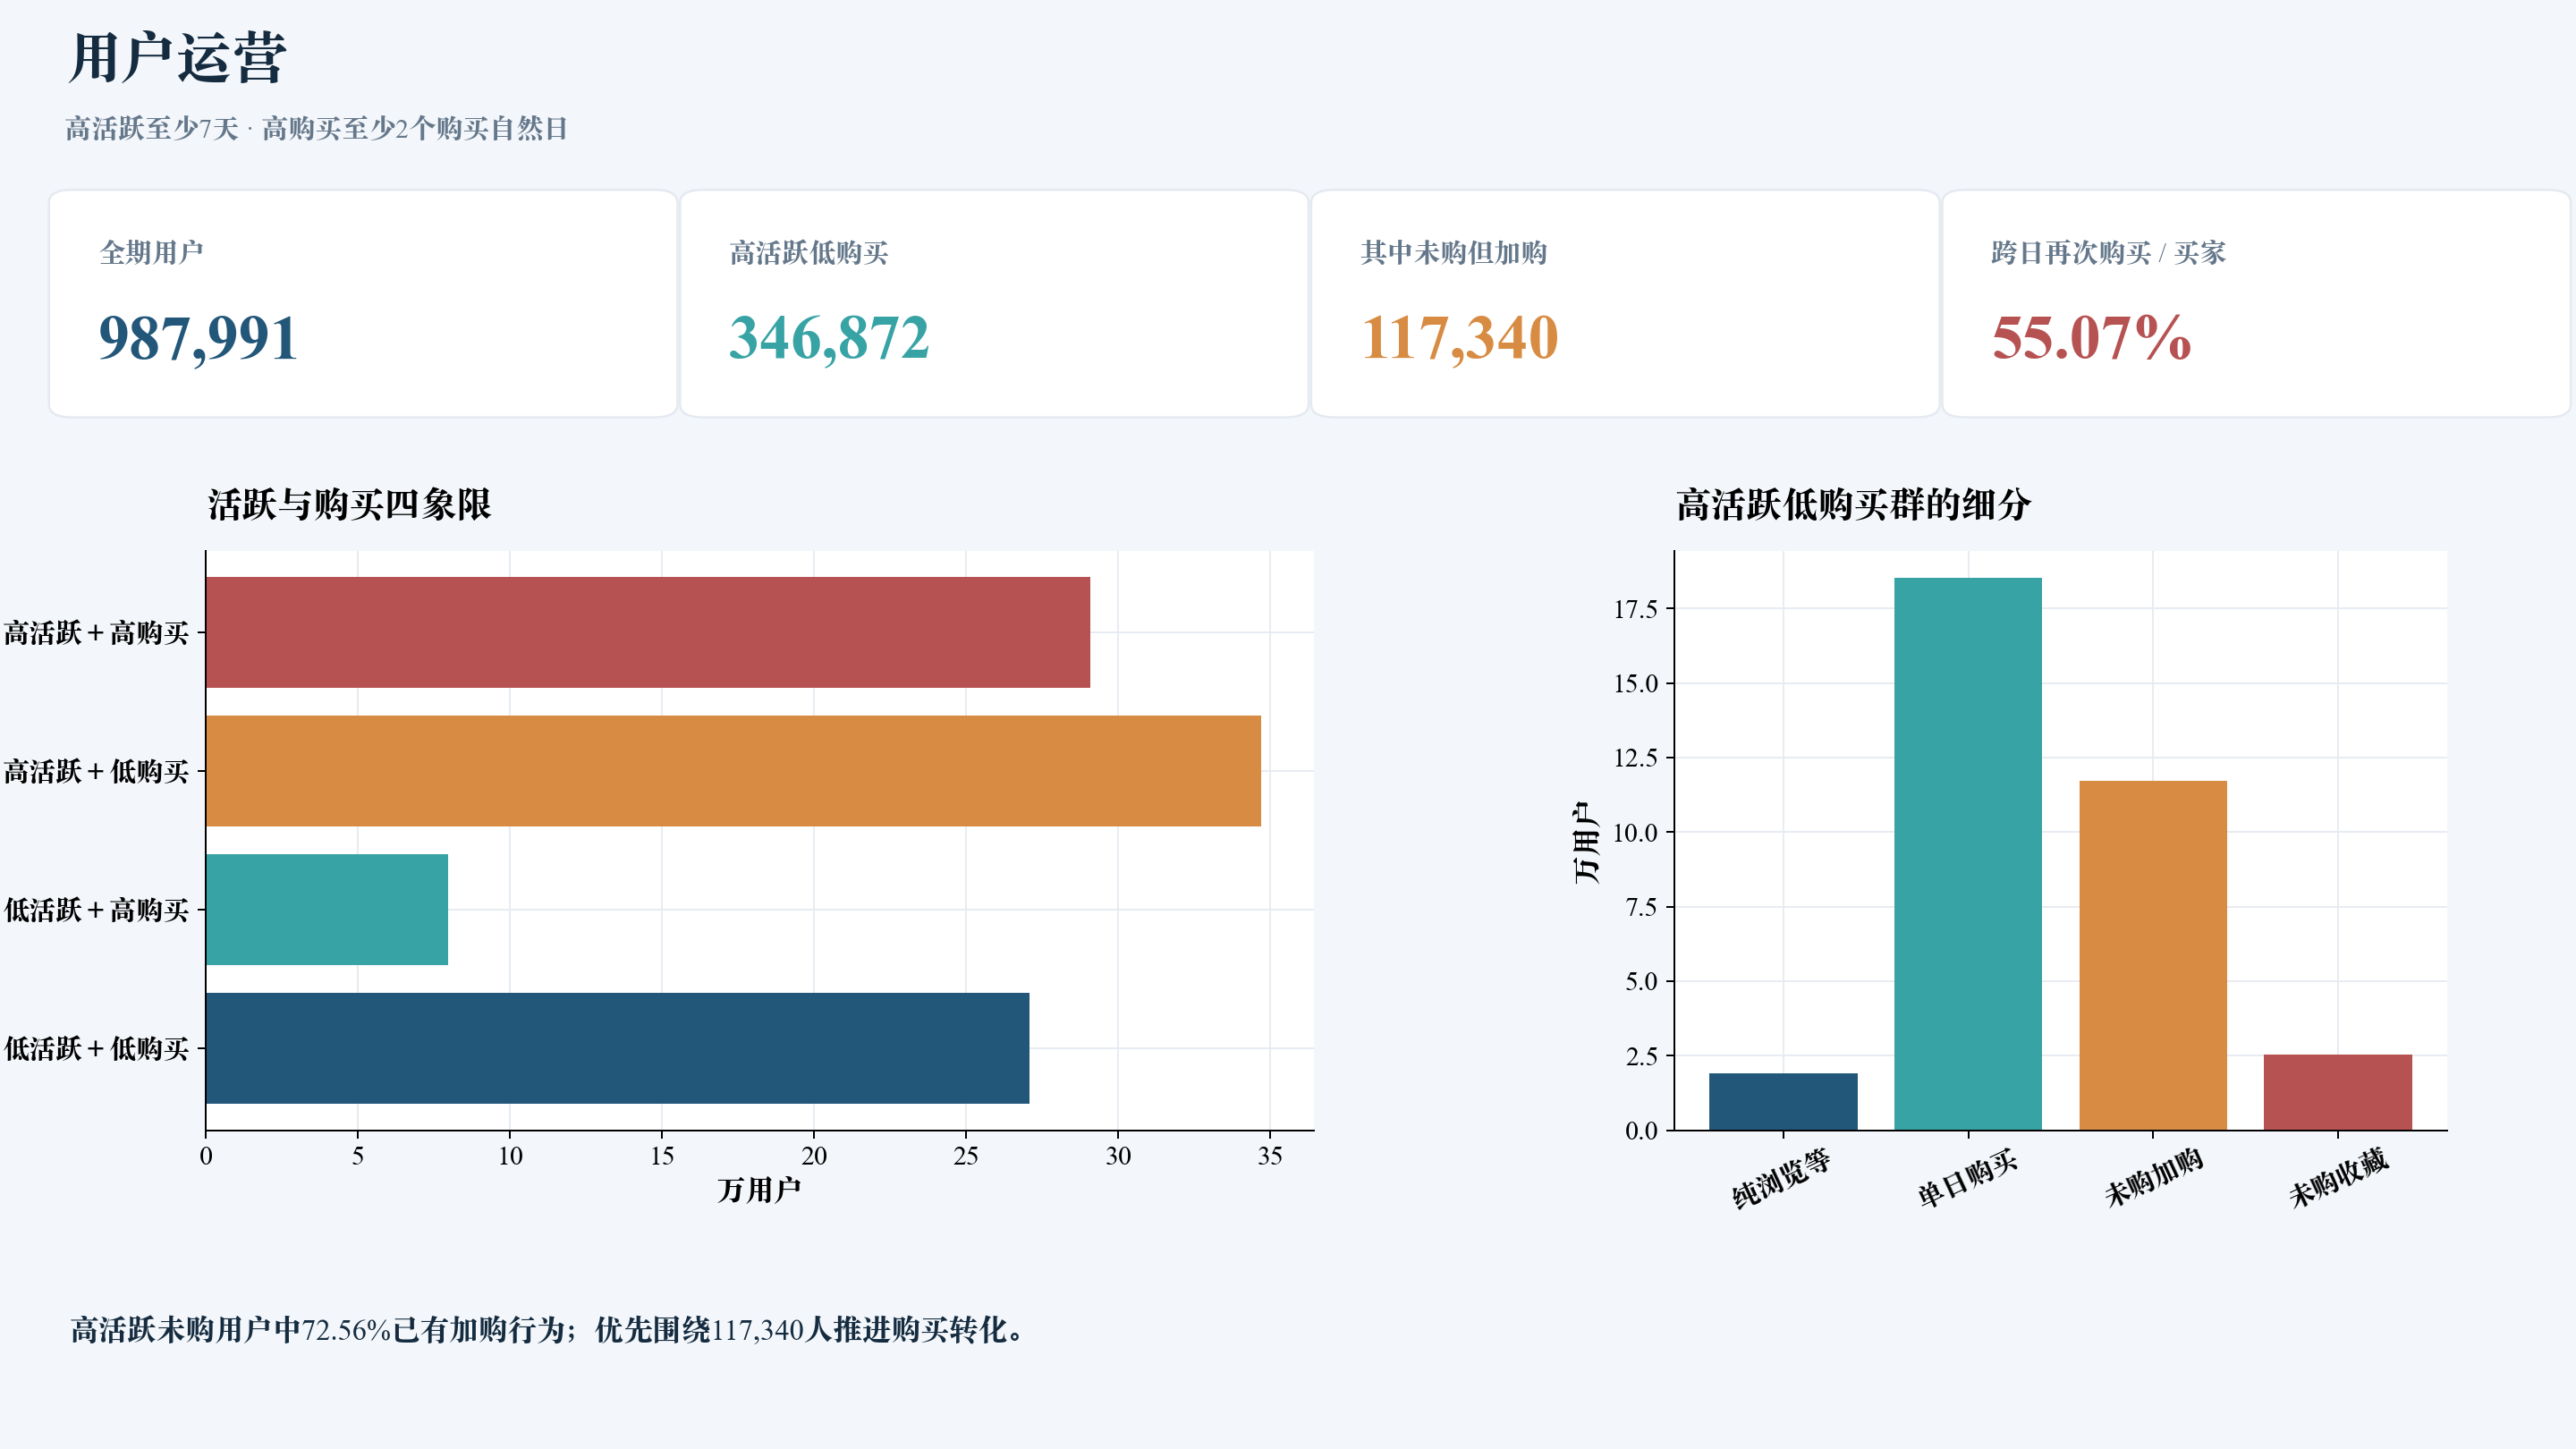 用户运营
高活跃至少7天 · 高购买至少2个购买自然日
全期用户
987,991
高活跃低购买
346,872
其中未购但加购
117,340
跨日再次购买 / 买家
55.07%
活跃与购买四象限
高活跃 + 高购买
高活跃 + 低购买
低活跃 + 高购买
低活跃 + 低购买
0 5 10 15 20 25 30 35
万用户
高活跃低购买群的细分
万用户
17.5
15.0
12.5
10.0
7.5
5.0
2.5
0.0
纯浏览等 单日购买 未购加购 未购收藏
高活跃未购用户中72.56%已有加购行为；优先围绕117,340人推进购买转化。